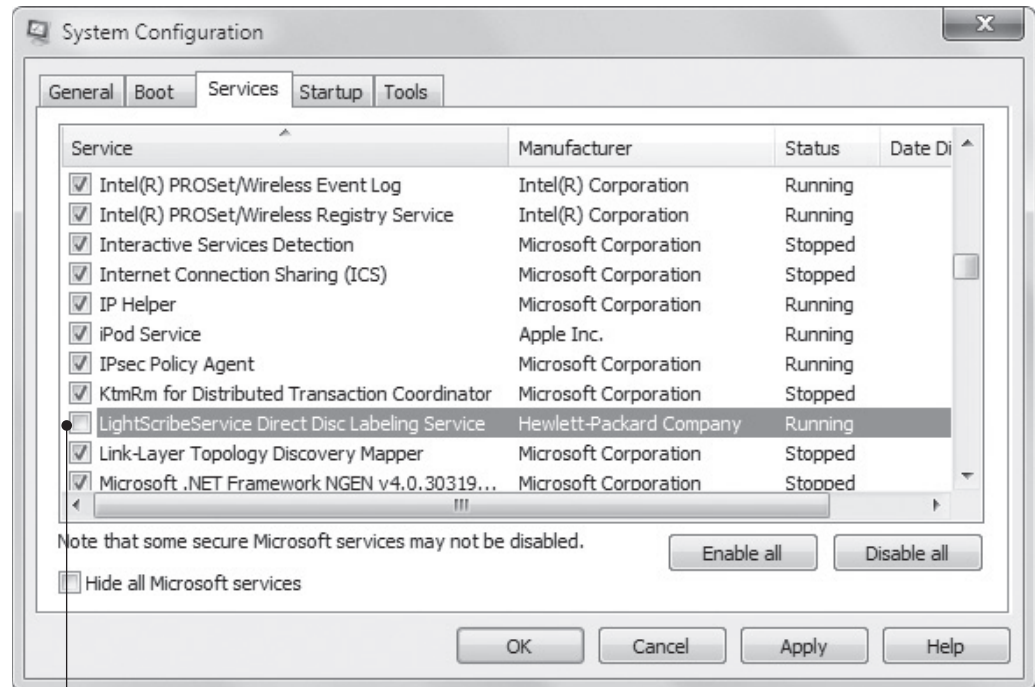 System Configuration
General Boot Services Startup Tools
Service Manufacturer Status Date Di
Intel(R) PROSet/Wireless Event Log Intel(R) Corporation Running
Intel(R) PROSet/Wireless Registry Service Intel(R) Corporation Running
Interactive Services Detection Microsoft Corporation Stopped
Internet Connection Sharing (ICS) Microsoft Corporation Stopped
IP Helper Microsoft Corporation Running
iPod Service Apple Inc. Running
IPsec Policy Agent Microsoft Corporation Running
KtmRm for Distributed Transaction Coordinator Microsoft Corporation Stopped
LightScribeService Direct Disc Labeling Service Hewlett-Packard Company Running
Link-Layer Topology Discovery Mapper Microsoft Corporation Stopped
Microsoft .NET Framework NGEN v4.0.30319... Microsoft Corporation Stopped
Note that some secure Microsoft services may not be disabled.
Enable all Disable all
Hide all Microsoft services
OK Cancel Apply Help